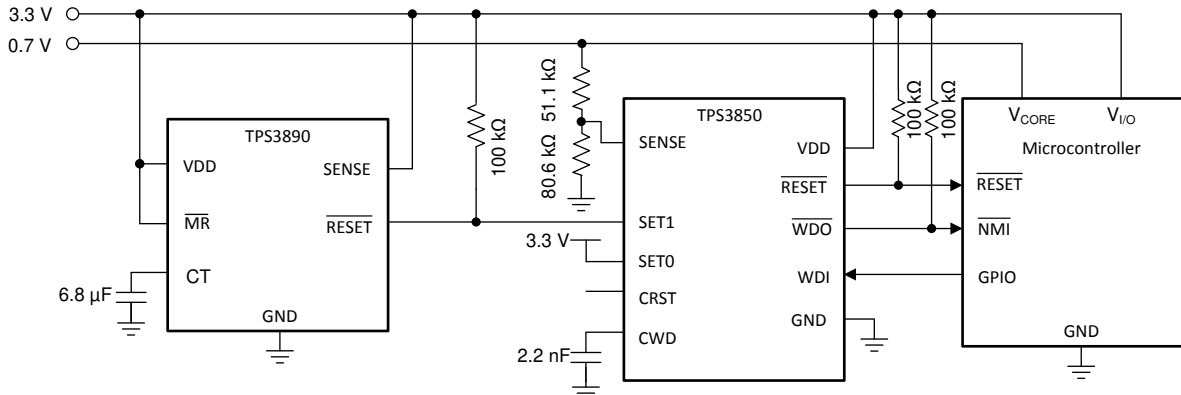 3.3 V
0.7 V
TPS3890
VDD
SENSE
MR
RESET
CT
GND
6.8 µF
100 kΩ
51.1 kΩ
80.6 kΩ
3.3 V
2.2 nF
TPS3850
SENSE
VDD
RESET
SET1
WDO
SET0
WDI
CRST
GND
CWD
100 kΩ
100 kΩ
VCORE
VI/O
Microcontroller
RESET
NMI
GPIO
GND